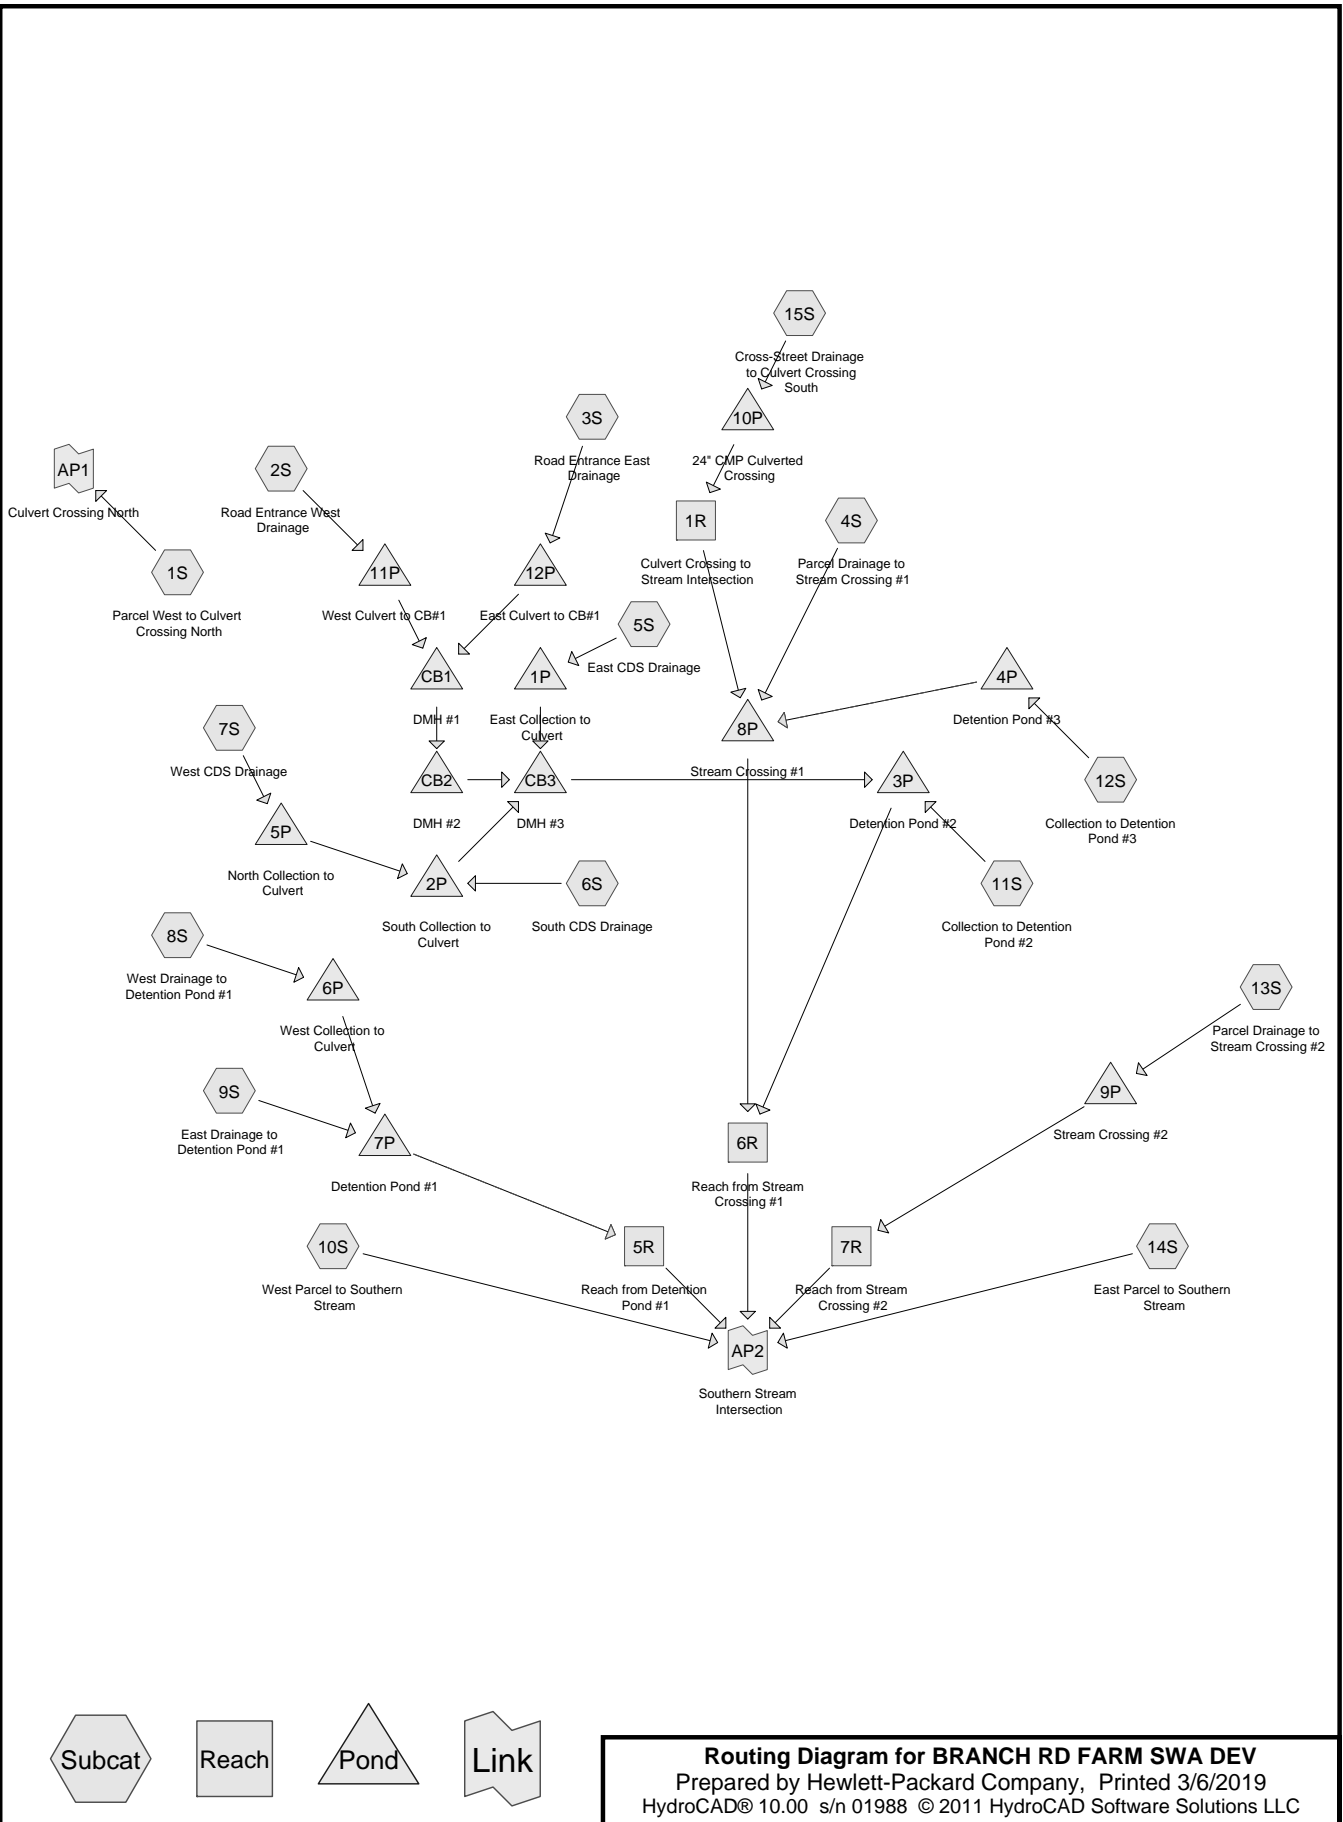 15S
Cross-Street Drainage
to Culvert Crossing
South
3S
Road Entrance East
Drainage
10P
24" CMP Culverted
Crossing
AP1
Culvert Crossing North
2S
Road Entrance West
Drainage
1R
Culvert Crossing to
Stream Intersection
4S
Parcel Drainage to
Stream Crossing #1
1S
Parcel West to Culvert
Crossing North
11P
West Culvert to CB#1
12P
East Culvert to CB#1
5S
East CDS Drainage
CB1
DMH #1
1P
East Collection to
Culvert
4P
Detention Pond #3
7S
West CDS Drainage
8P
Stream Crossing #1
CB2
DMH #2
CB3
DMH #3
3P
Detention Pond #2
12S
Collection to Detention
Pond #3
5P
North Collection to
Culvert
2P
South Collection to
Culvert
6S
South CDS Drainage
11S
Collection to Detention
Pond #2
8S
West Drainage to
Detention Pond #1
6P
West Collection to
Culvert
13S
Parcel Drainage to
Stream Crossing #2
9S
East Drainage to
Detention Pond #1
9P
Stream Crossing #2
7P
Detention Pond #1
6R
Reach from Stream
Crossing #1
10S
West Parcel to Southern
Stream
5R
Reach from Detention
Pond #1
7R
Reach from Stream
Crossing #2
14S
East Parcel to Southern
Stream
AP2
Southern Stream
Intersection
Subcat
Reach
Pond
Link
Routing Diagram for BRANCH RD FARM SWA DEV
Prepared by Hewlett-Packard Company, Printed 3/6/2019
HydroCAD® 10.00 s/n 01988 © 2011 HydroCAD Software Solutions LLC